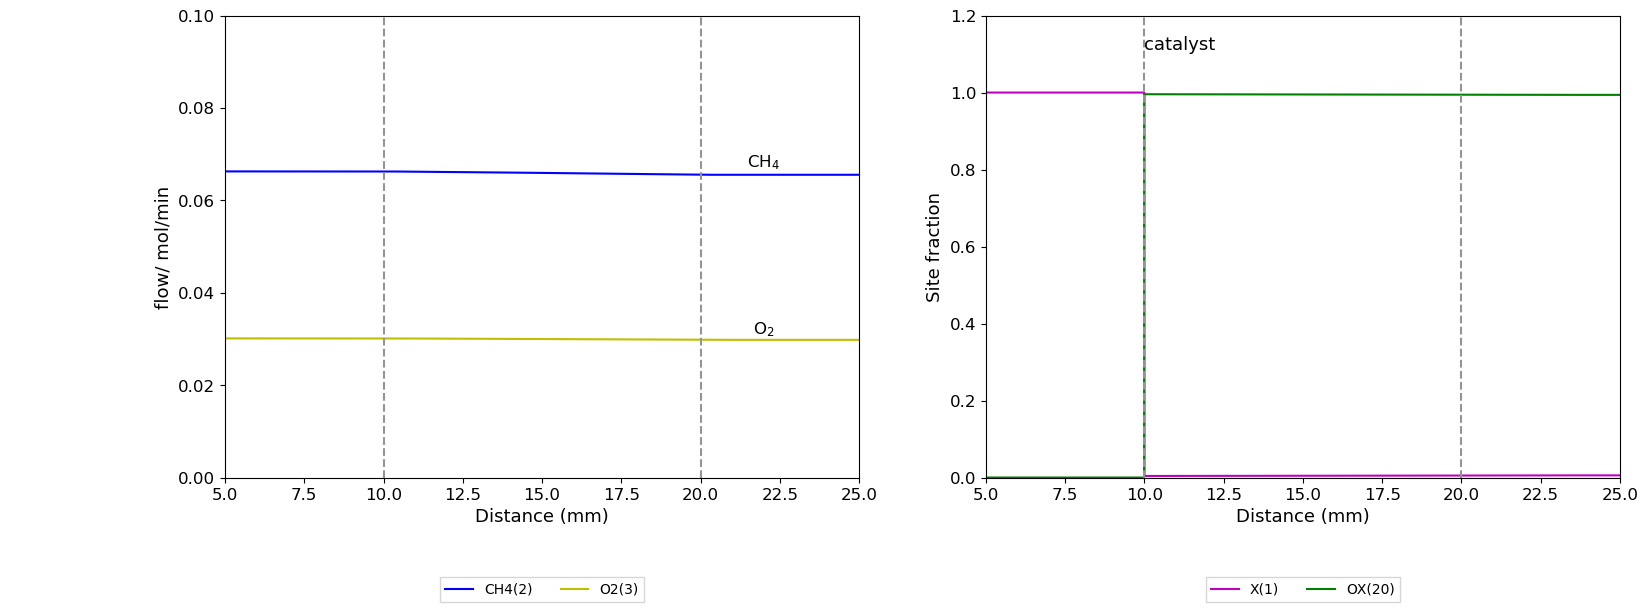 0.10
0.08
0.06
0.04
0.02
0.00
flow/ mol/min
CH₄
O₂
5.0 7.5 10.0 12.5 15.0 17.5 20.0 22.5 25.0
Distance (mm)
CH4(2) O2(3)
1.2
1.0
0.8
0.6
0.4
0.2
0.0
Site fraction
catalyst
5.0 7.5 10.0 12.5 15.0 17.5 20.0 22.5 25.0
Distance (mm)
X(1) OX(20)